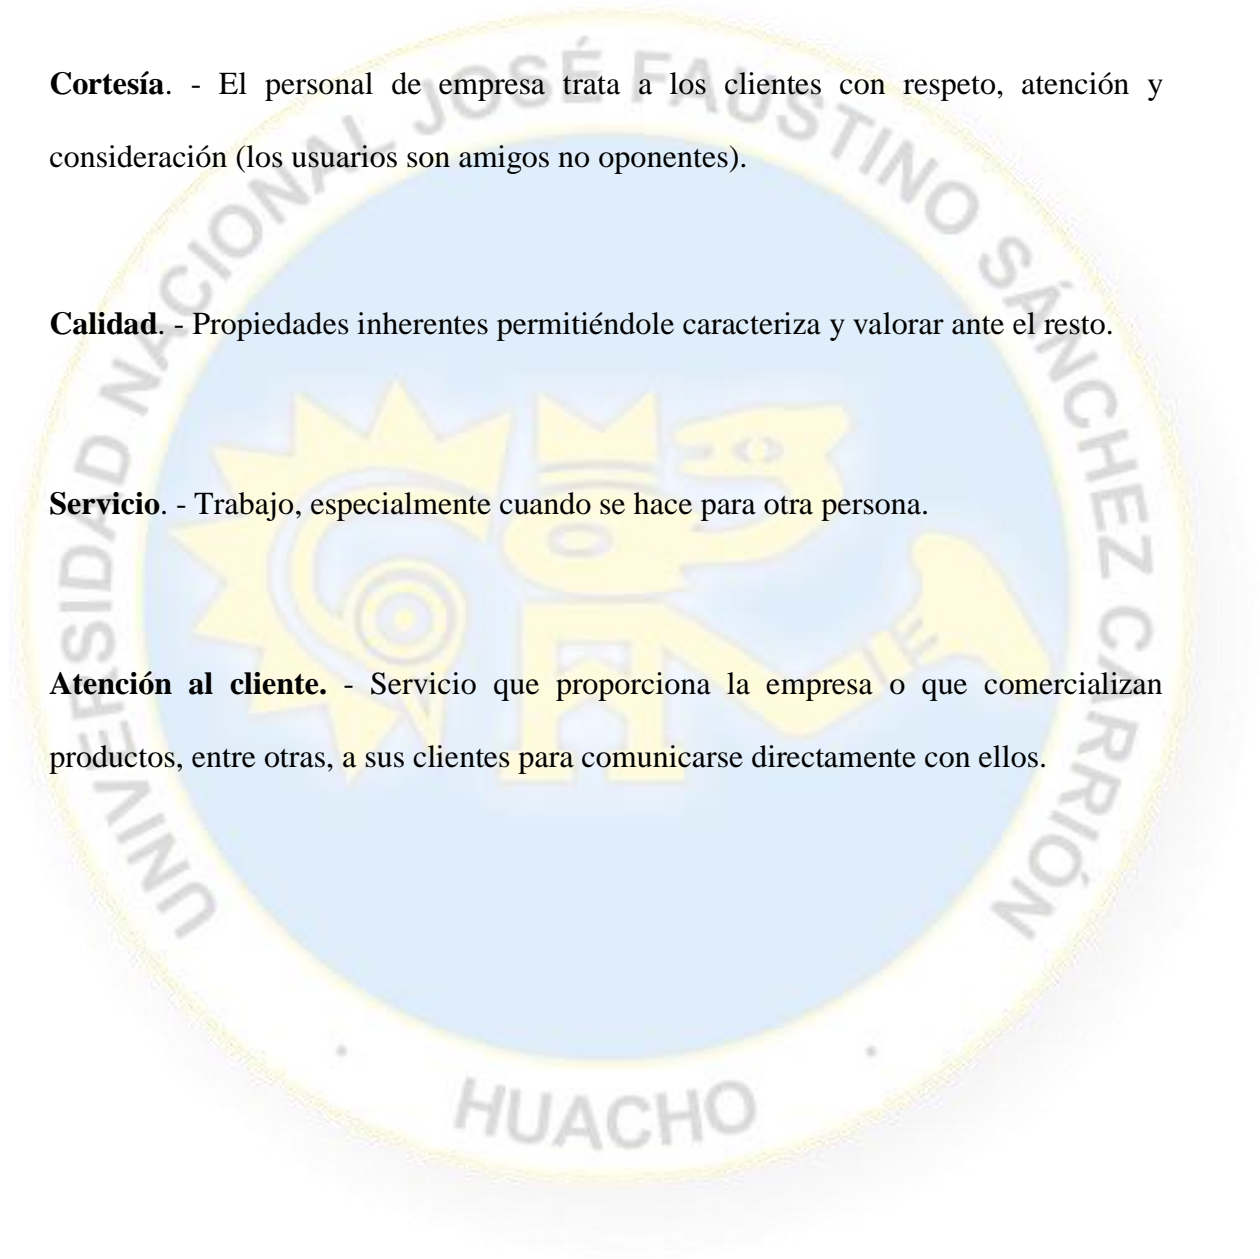 Cortesía. - El personal de empresa trata a los clientes con respeto, atención y
consideración (los usuarios son amigos no oponentes).
Calidad. - Propiedades inherentes permitiéndole caracteriza y valorar ante el resto.
Servicio. - Trabajo, especialmente cuando se hace para otra persona.
Atención al cliente. - Servicio que proporciona la empresa o que comercializan
productos, entre otras, a sus clientes para comunicarse directamente con ellos.
UNIVERSIDAD NACIONAL JOSÉ FAUSTINO SÁNCHEZ CARRIÓN
HUACHO